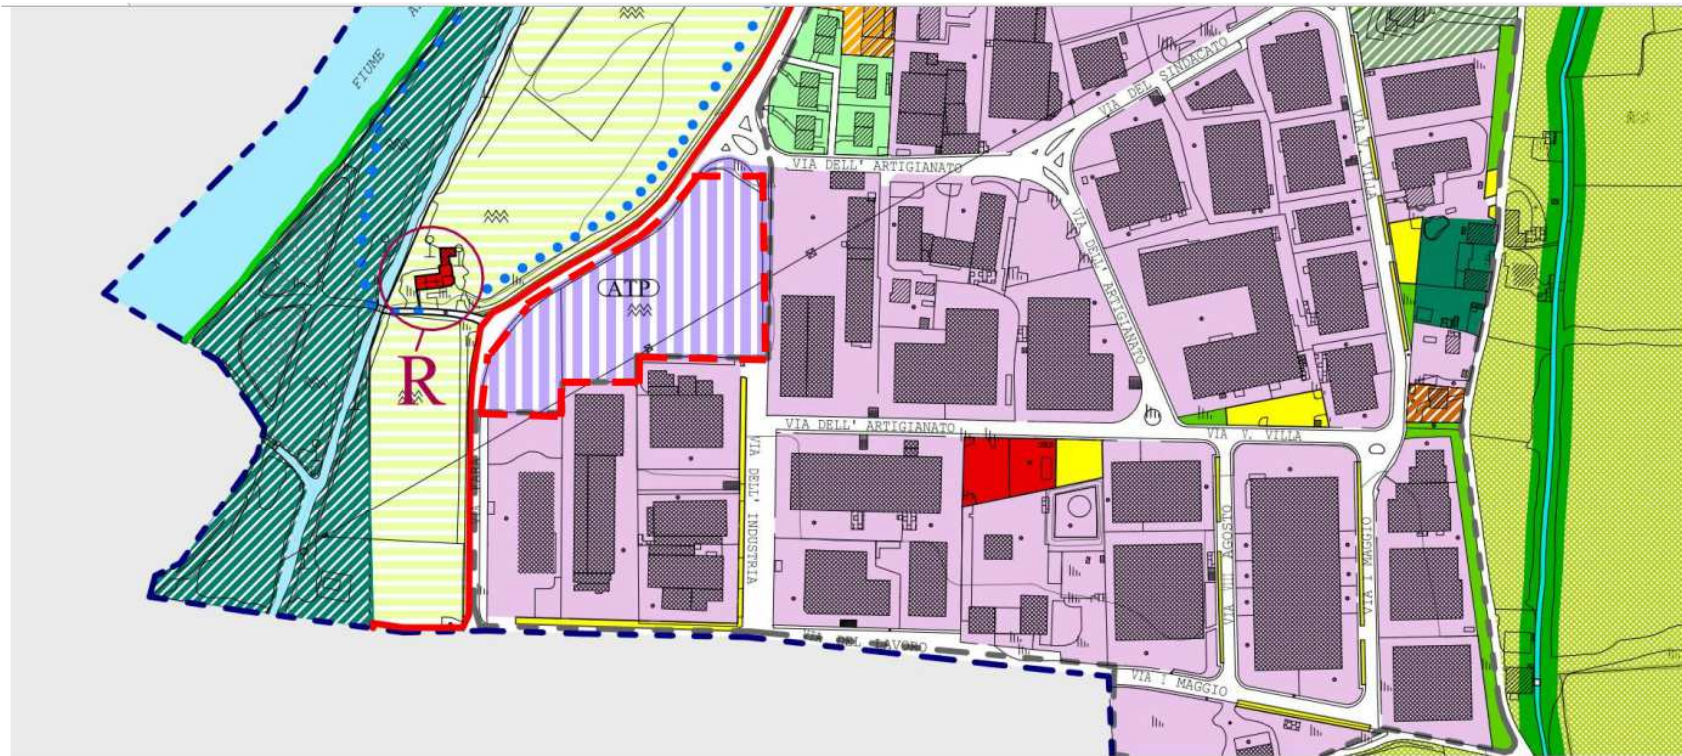 FIUME
VIA DEL SINDACATO
VIA DELL' ARTIGIANATO
VIA V. VILLA
VIA DELL' ARTIGIANATO
ATP
R
VIA DELL' ARTIGIANATO
VIA V. VILLA
VIA DELL' INDUSTRIA
VIA VIII AGOSTO
VIA I MAGGIO
VIA DEL LAVORO
VIA I MAGGIO